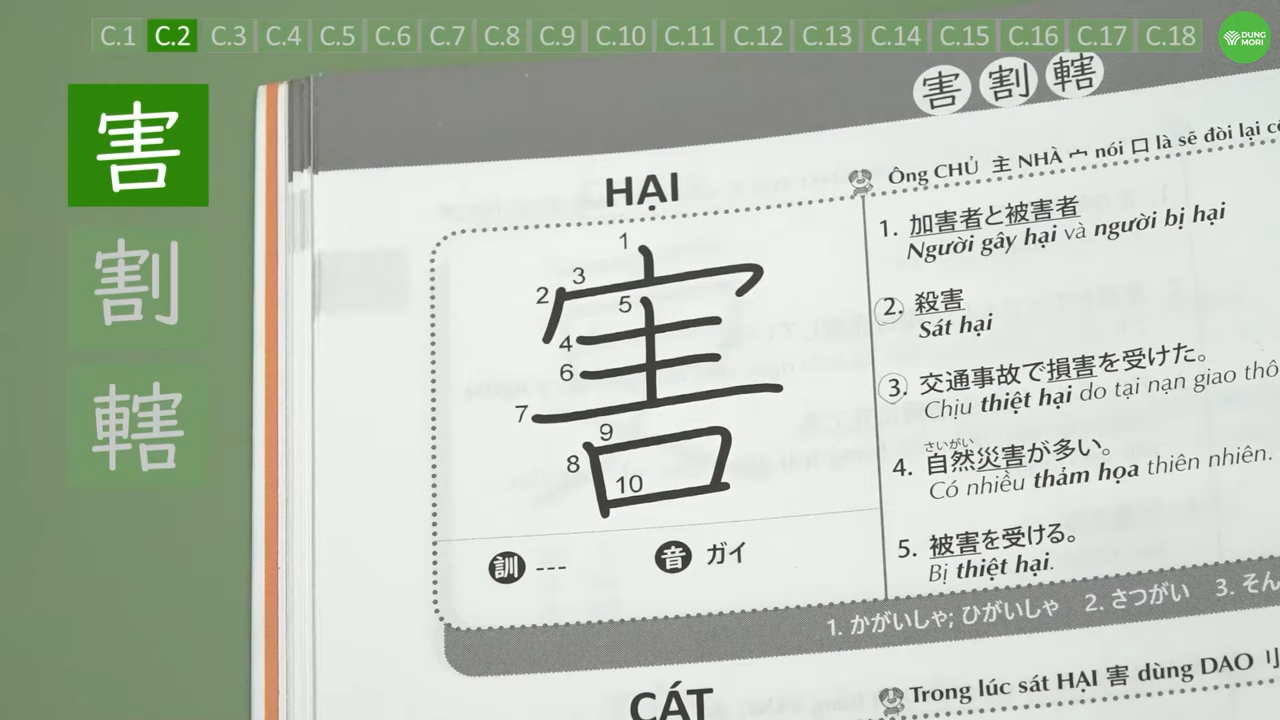 C.1 C.2 C.3 C.4 C.5 C.6 C.7 C.8 C.9 C.10 C.11 C.12 C.13 C.14 C.15 C.16 C.17 C.18
DUNG
MORI
害
割
轄
害 割 轄
HẠI
Ông CHỦ 主 NHÀ 宀 nói 口 là sẽ đòi lại
1
2
3
4
5
6
7
8
9
10
訓 ---
音 ガイ
1. 加害者と被害者
Người gây hại và người bị hại
2. 殺害
Sát hại
3. 交通事故で損害を受けた。
Chịu thiệt hại do tại nạn giao
さいがい
4. 自然災害が多い。
Có nhiều thảm họa thiên nhiên.
5. 被害を受ける。
Bị thiệt hại.
1. かがいしゃ; ひがいしゃ 2. さつがい 3. そん
CÁT
Trong lúc sát HẠI 害 dùng DAO